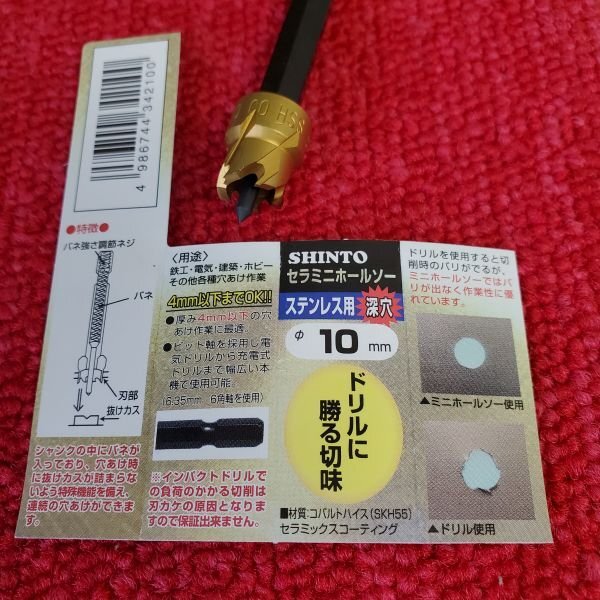 CO HSS
4 986744 342100
●特徴●
バネ強さ調節ネジ
バネ
刃部
抜けカス
シャンクの中にバネが
入っており、穴あけ時
に抜けカスが詰まらな
いよう特殊機能を備え、
連続の穴あけができま
す。
〈用途〉
鉄工・電気・建築・ホビー
その他各種穴あけ作業
4mm以下までOK!!
●厚み4mm以下の穴
あけ作業に最適。
●ビット軸を採用し電
気ドリルから充電式
ドリルまで幅広い本
機で使用可能。
(6.35mm 6角軸を使用)
※インパクトドリルで
の負荷のかかる切削は
刃カケの原因となりま
すので保証出来ません。
SHINTO
セラミニホールソー
ステンレス用 深穴
φ 10 mm
ドリルに
勝る切味
■材質:コバルトハイス(SKH55)
セラミックスコーティング
ドリルを使用すると切
削時のバリがでるが、
ミニホールソーではバ
リが出なく作業性に優
れています。
▲ミニホールソー使用
▲ドリル使用